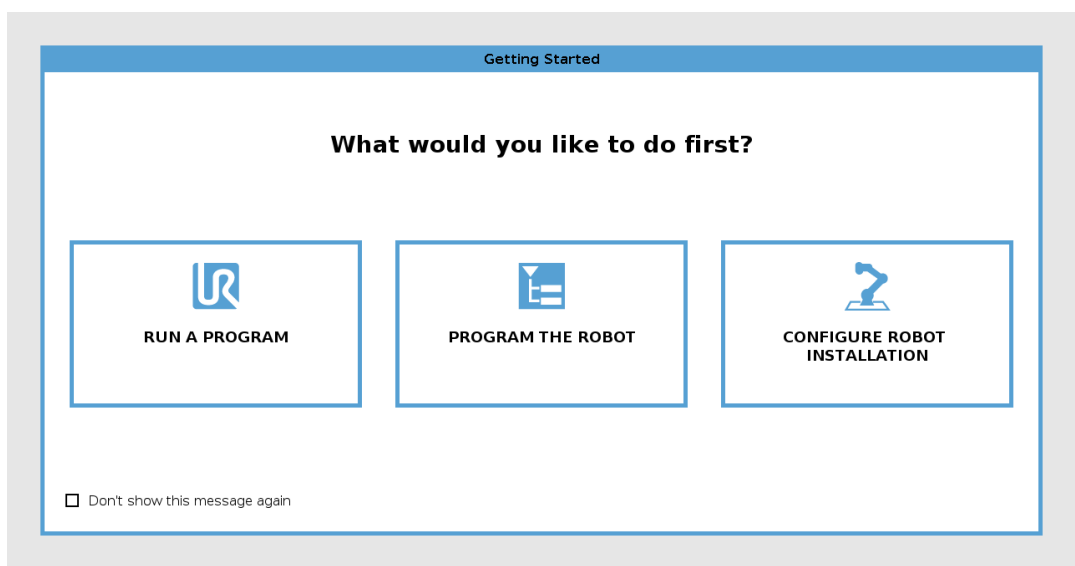 Getting Started
What would you like to do first?
RUN A PROGRAM
PROGRAM THE ROBOT
CONFIGURE ROBOT
INSTALLATION
Don't show this message again